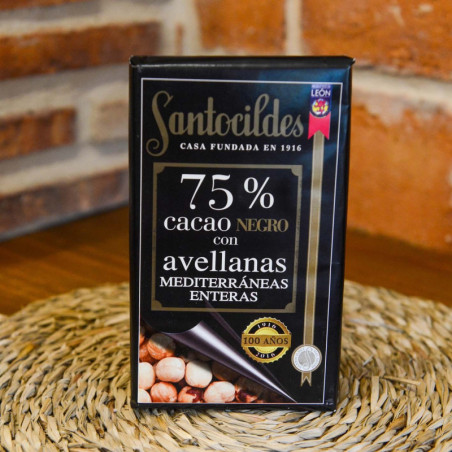 LEÓN
Santocildes
CASA FUNDADA EN 1916
75 %
cacao NEGRO
con
avellanas
MEDITERRÁNEAS
ENTERAS
1916
100 AÑOS
2016